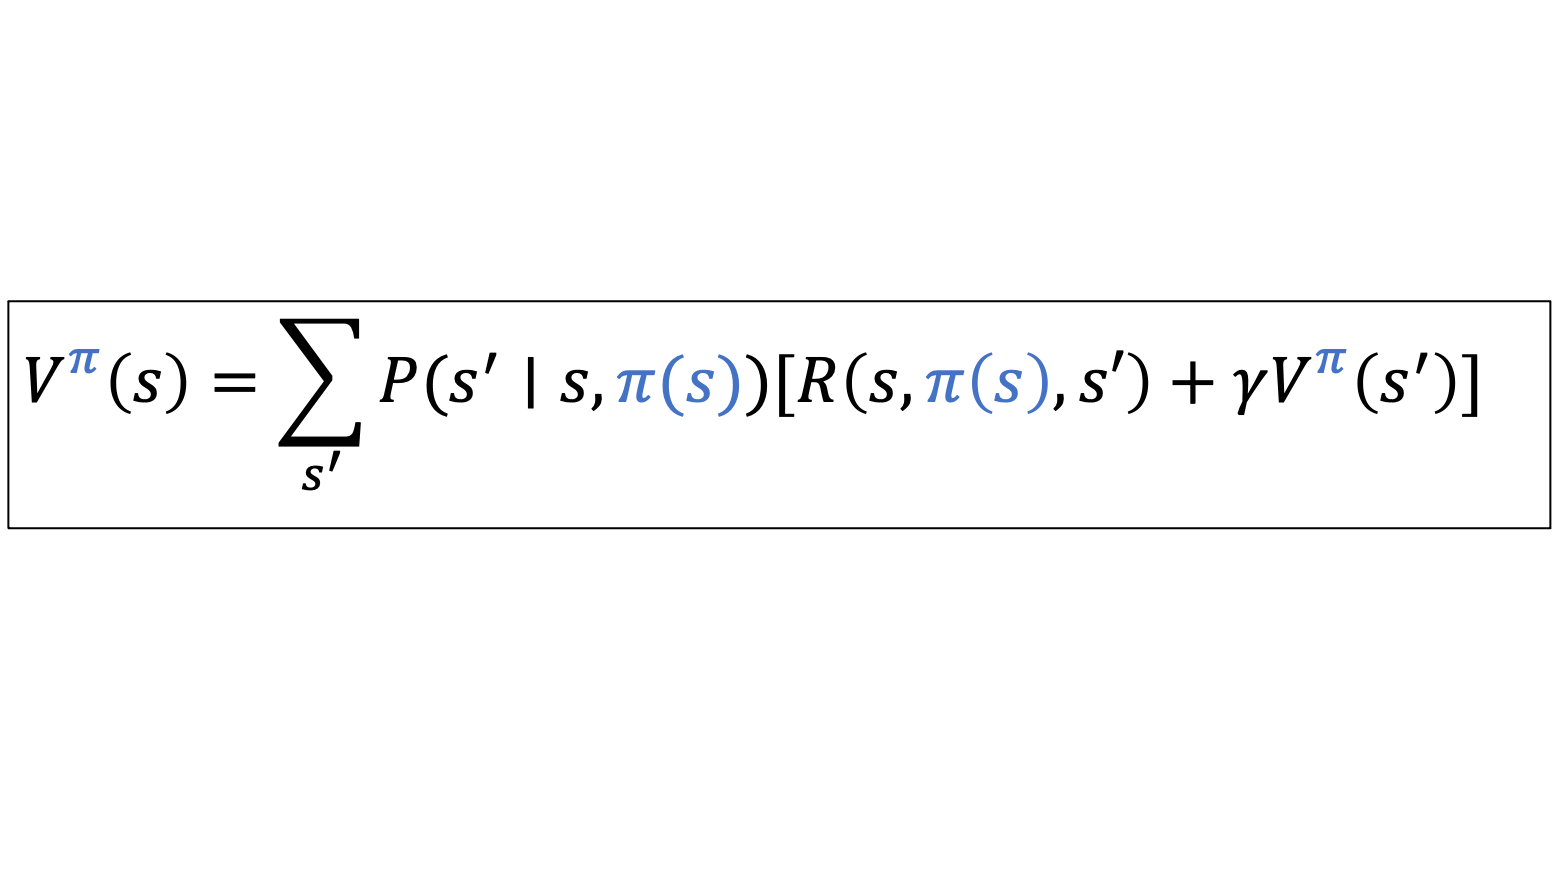 V^π(s) = ∑_{s′} P(s′ | s, π(s))[R(s, π(s), s′) + γV^π(s′)]